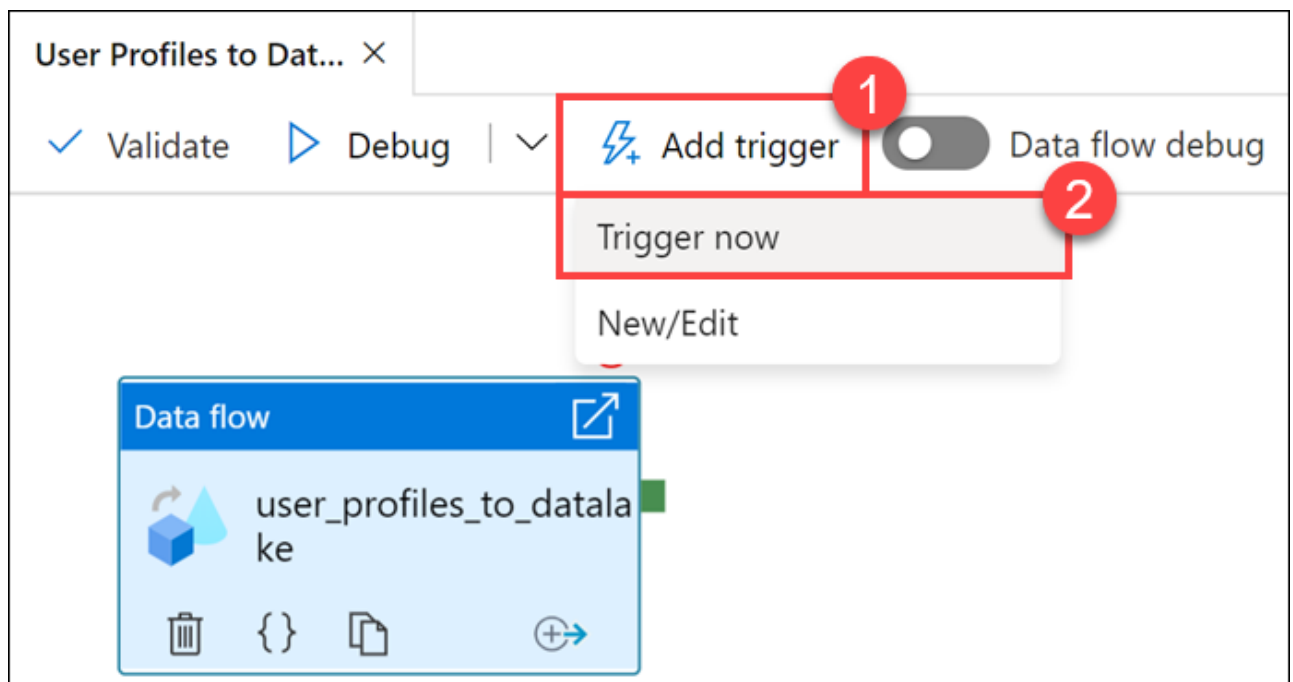 User Profiles to Dat...
1
Validate Debug Add trigger Data flow debug
2
Trigger now
New/Edit
Data flow
user_profiles_to_datala
ke
{}